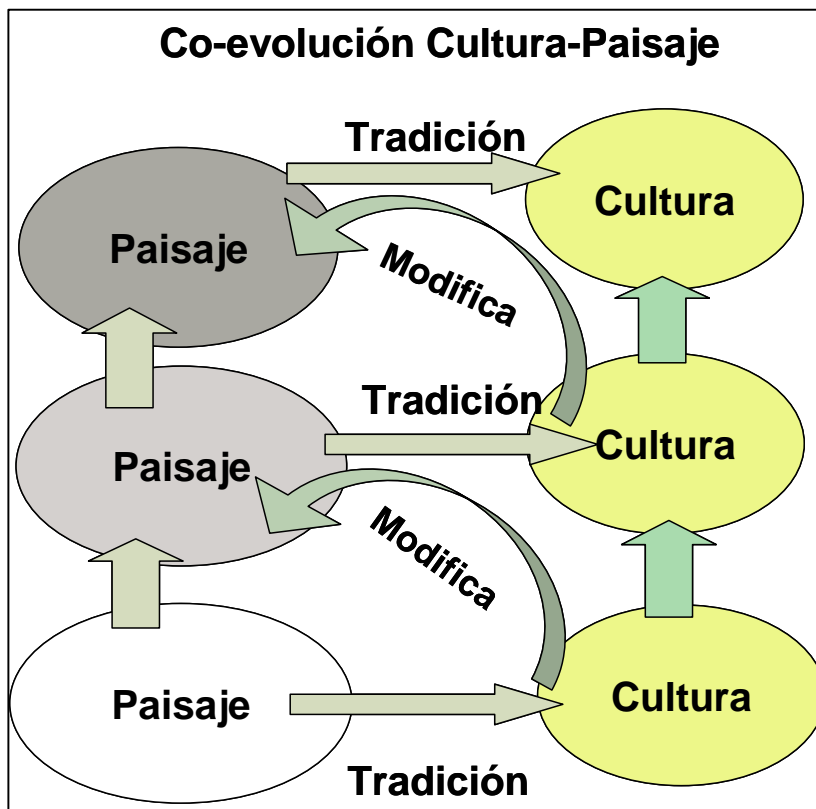 Co-evolución Cultura-Paisaje
Tradición
Cultura
Paisaje
Modifica
Tradición
Cultura
Paisaje
Modifica
Cultura
Paisaje
Tradición